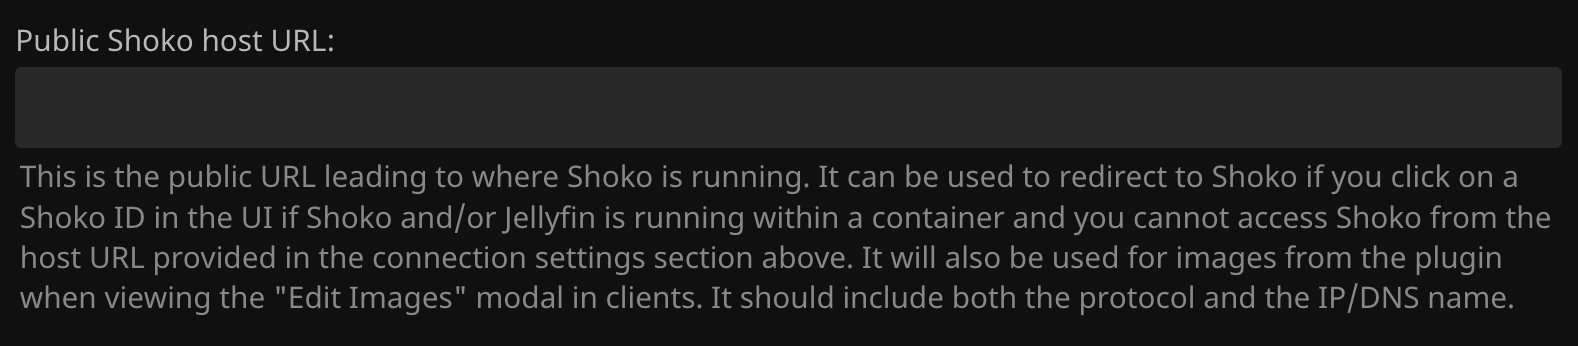 Public Shoko host URL:
This is the public URL leading to where Shoko is running. It can be used to redirect to Shoko if you click on a
Shoko ID in the UI if Shoko and/or Jellyfin is running within a container and you cannot access Shoko from the
host URL provided in the connection settings section above. It will also be used for images from the plugin
when viewing the "Edit Images" modal in clients. It should include both the protocol and the IP/DNS name.